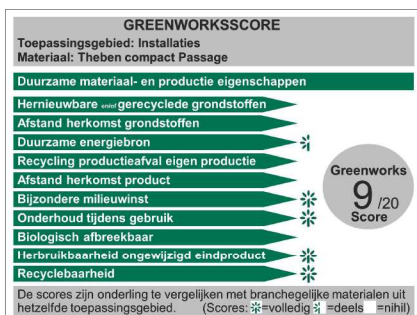 GREENWORKSSCORE
Toepassingsgebied: Installaties
Materiaal: Theben compact Passage
Duurzame materiaal- en productie eigenschappen
Hernieuwbare en/of gerecyclede grondstoffen
Afstand herkomst grondstoffen
Duurzame energiebron
Recycling productieafval eigen productie
Afstand herkomst product
Bijzondere milieuwinst
Onderhoud tijdens gebruik
Biologisch afbreekbaar
Herbruikbaarheid ongewijzigd eindproduct
Recyclebaarheid
Greenworks
9/20
Score
De scores zijn onderling te vergelijken met branchegelijke materialen uit
hetzelfde toepassingsgebied. (Scores: =volledig =deels =nihil)